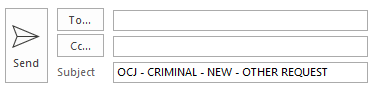 To...
Cc...
Send
Subject OCJ - CRIMINAL - NEW - OTHER REQUEST